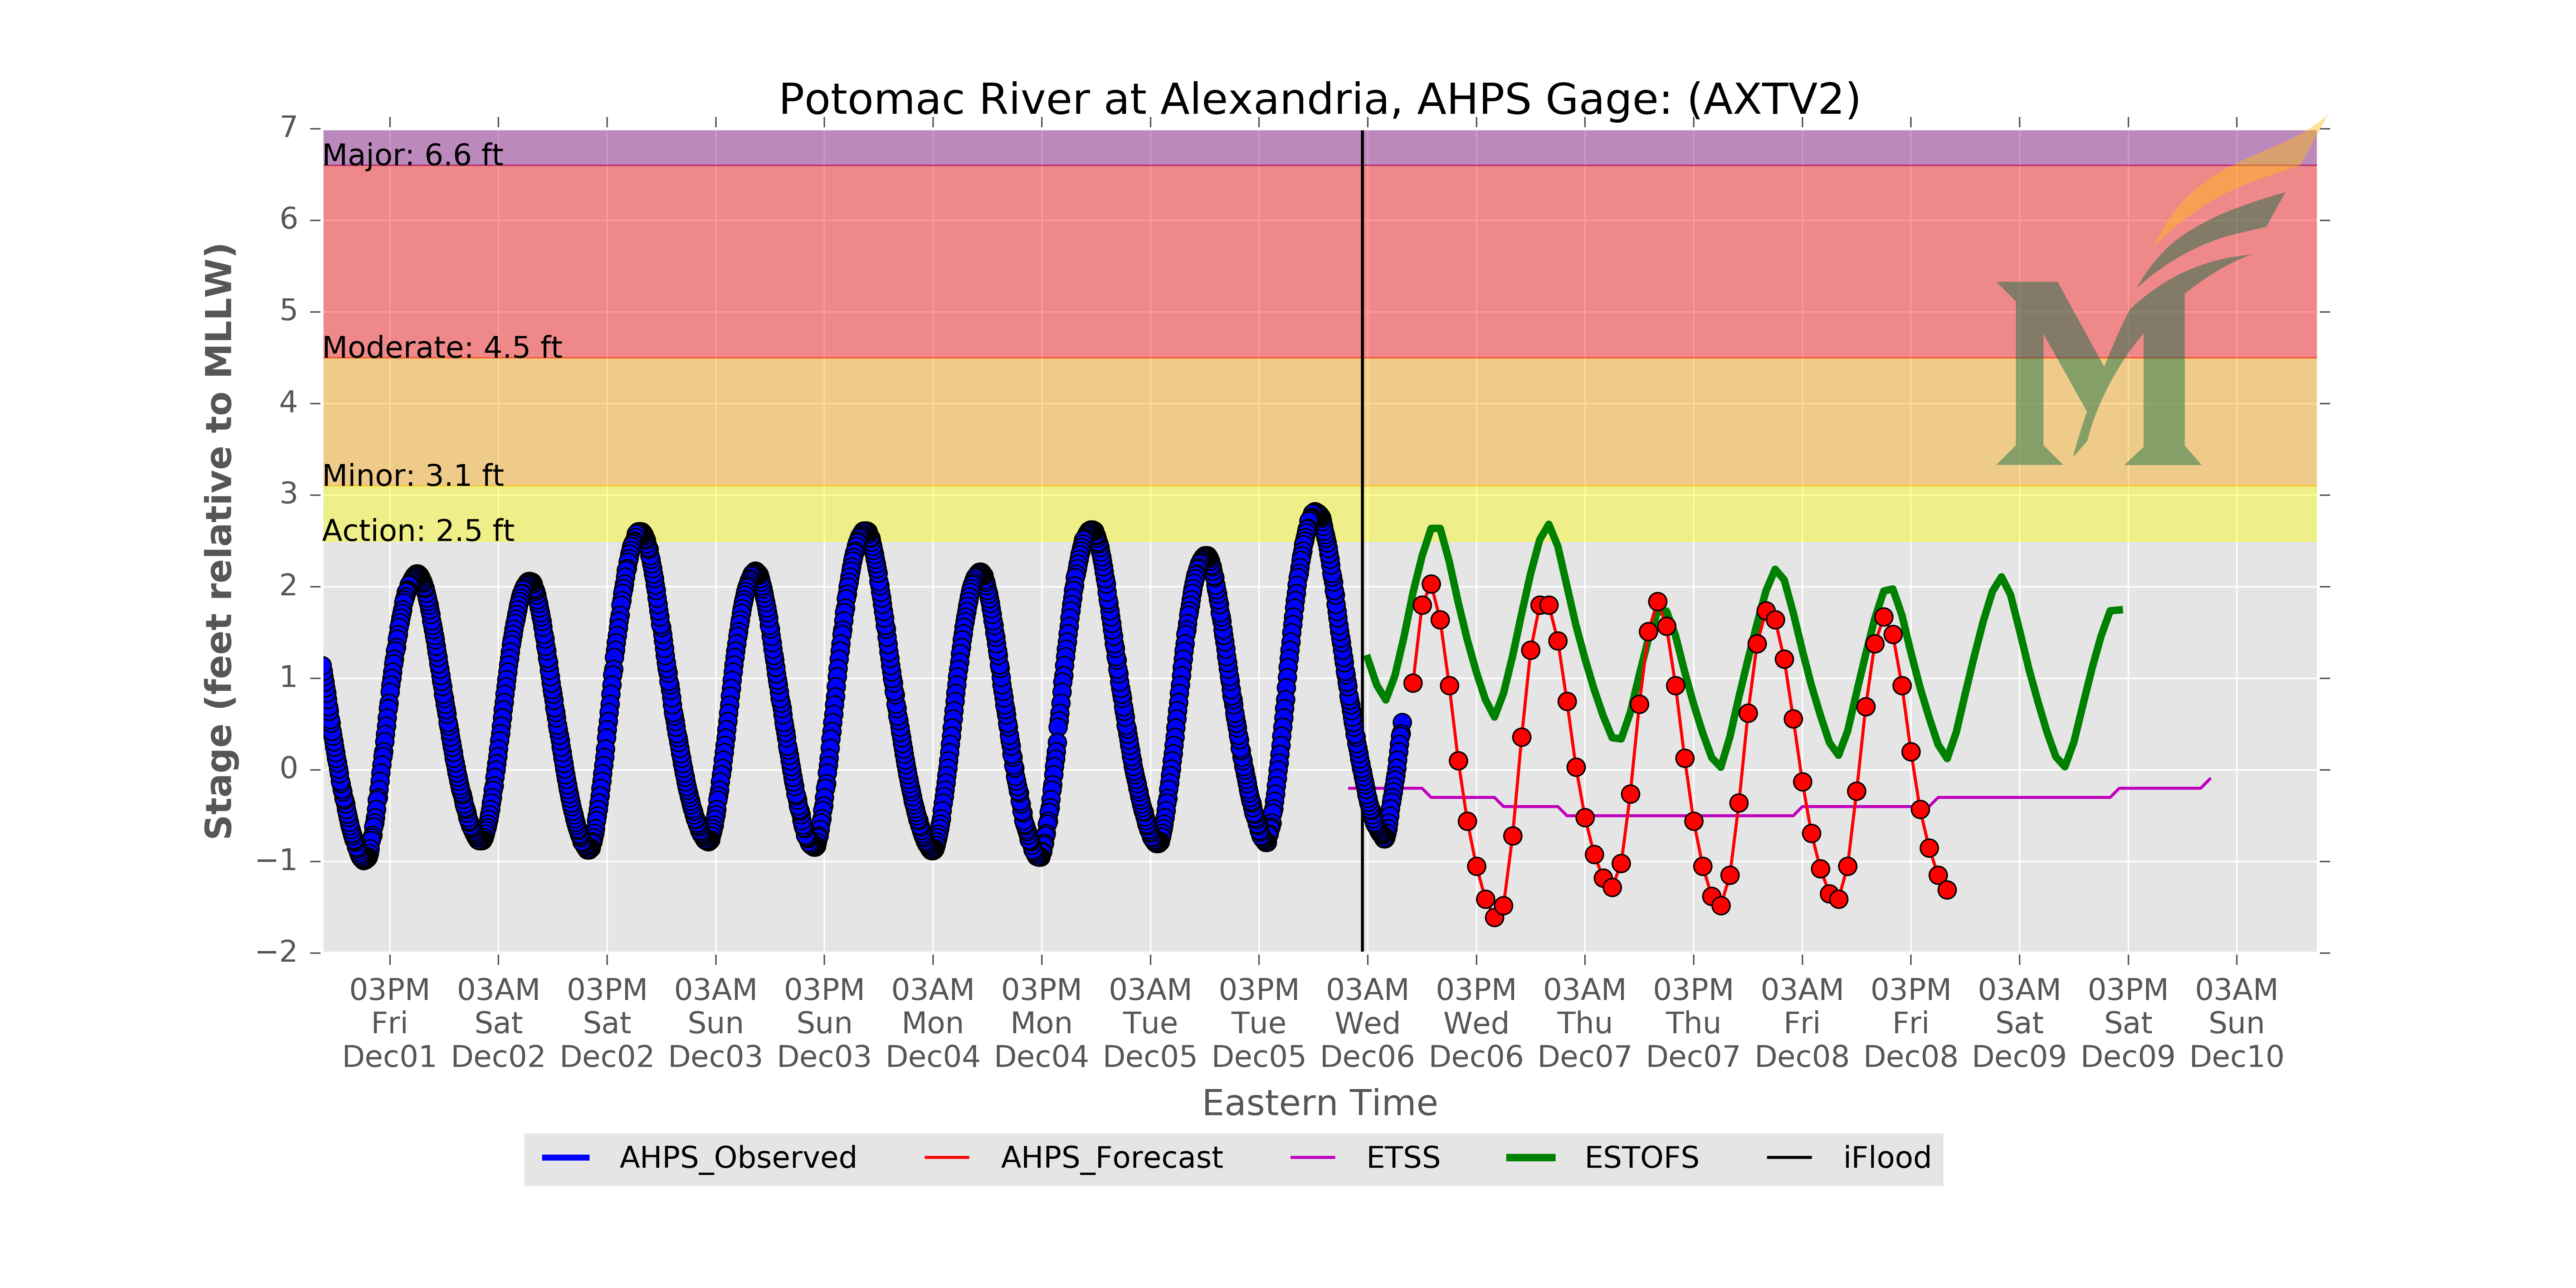 Potomac River at Alexandria, AHPS Gage: (AXTV2)
7
Major: 6.6 ft
6
5
Moderate: 4.5 ft
4
Minor: 3.1 ft
3
Action: 2.5 ft
2
1
0
−1
−2
Stage (feet relative to MLLW)
03PM 03AM 03PM 03AM 03PM 03AM 03PM 03AM 03PM 03AM 03PM 03AM 03PM 03AM 03PM 03AM 03PM 03AM
Fri Sat Sat Sun Sun Mon Mon Tue Tue Wed Wed Thu Thu Fri Fri Sat Sat Sun
Dec01 Dec02 Dec02 Dec03 Dec03 Dec04 Dec04 Dec05 Dec05 Dec06 Dec06 Dec07 Dec07 Dec08 Dec08 Dec09 Dec09 Dec10
Eastern Time
AHPS_Observed AHPS_Forecast ETSS ESTOFS iFlood
M